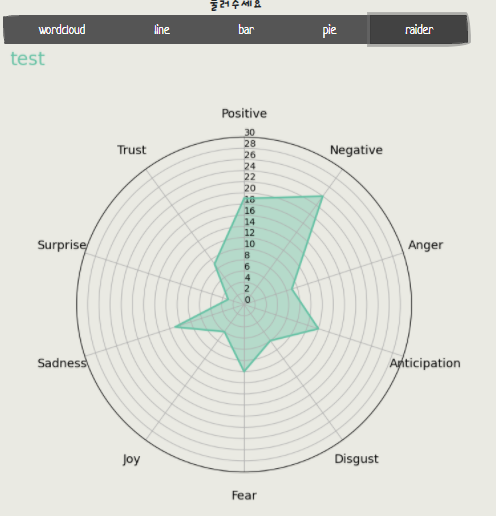 눌러주세요
wordcloud line bar pie raider
test
Positive
Trust Negative
Surprise Anger
Sadness Anticipation
Joy Disgust
Fear
30
28
26
24
22
20
18
16
14
12
10
8
6
4
2
0